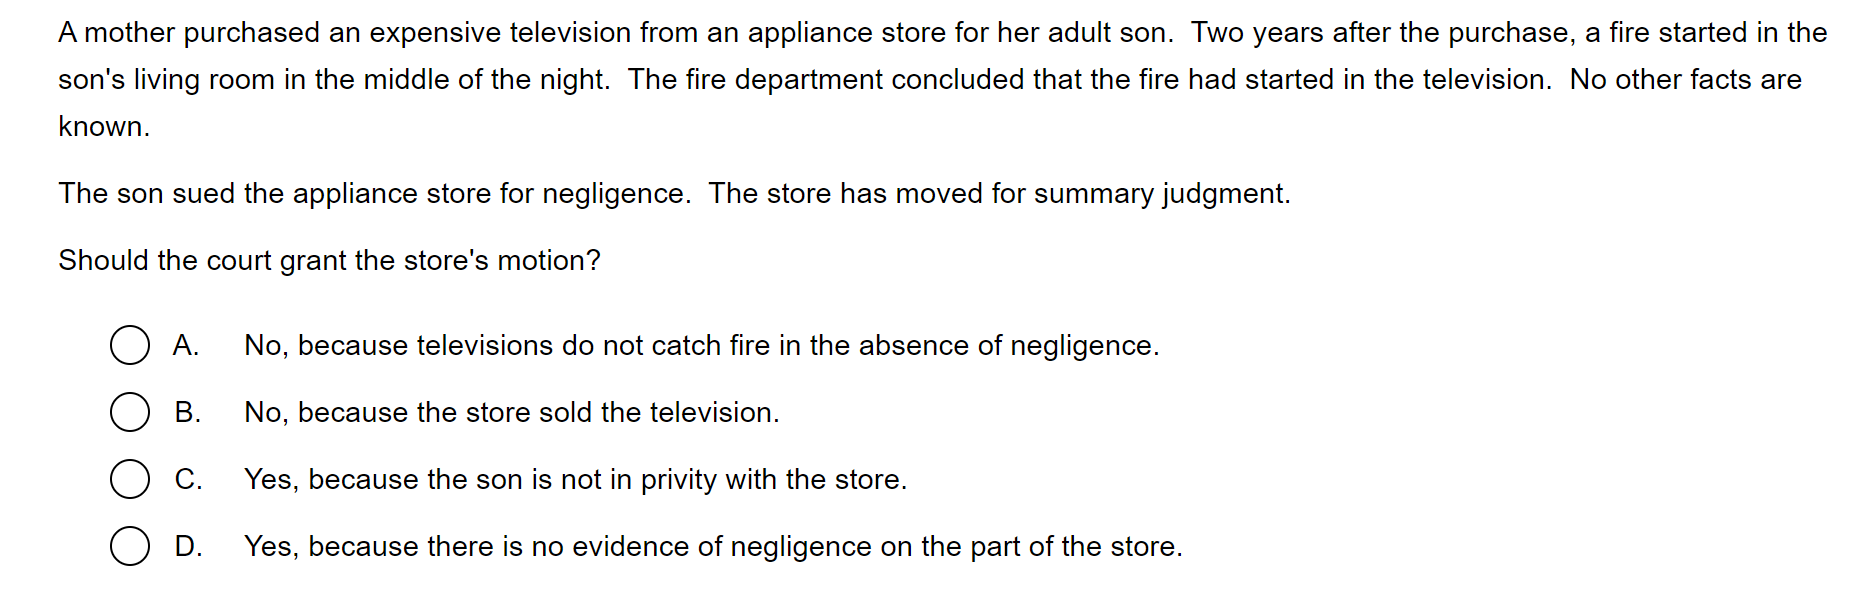 A mother purchased an expensive television from an appliance store for her adult son.  Two years after the purchase, a fire started in the
son's living room in the middle of the night.  The fire department concluded that the fire had started in the television.  No other facts are
known.
The son sued the appliance store for negligence.  The store has moved for summary judgment.
Should the court grant the store's motion?
A. No, because televisions do not catch fire in the absence of negligence.
B. No, because the store sold the television.
C. Yes, because the son is not in privity with the store.
D. Yes, because there is no evidence of negligence on the part of the store.